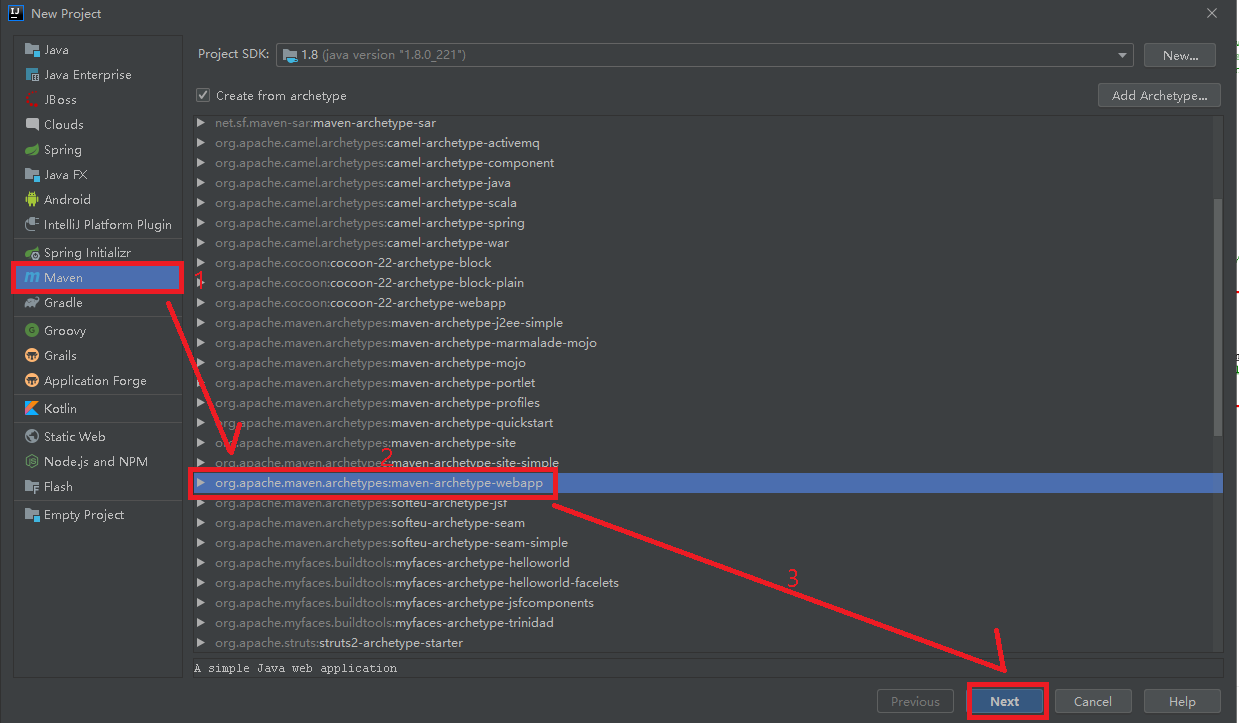 New Project
Java
Java Enterprise
JBoss
Clouds
Spring
Java FX
Android
IntelliJ Platform Plugin
Spring Initializr
Maven
Gradle
Groovy
Grails
Application Forge
Kotlin
Static Web
Node.js and NPM
Flash
Empty Project
Project SDK: 1.8 (java version "1.8.0_221") New...
Create from archetype Add Archetype...
net.sf.maven-sar:maven-archetype-sar
org.apache.camel.archetypes:camel-archetype-activemq
org.apache.camel.archetypes:camel-archetype-component
org.apache.camel.archetypes:camel-archetype-java
org.apache.camel.archetypes:camel-archetype-scala
org.apache.camel.archetypes:camel-archetype-spring
org.apache.camel.archetypes:camel-archetype-war
org.apache.cocoon:cocoon-22-archetype-block
1
org.apache.cocoon:cocoon-22-archetype-block-plain
org.apache.cocoon:cocoon-22-archetype-webapp
org.apache.maven.archetypes:maven-archetype-j2ee-simple
org.apache.maven.archetypes:maven-archetype-marmalade-mojo
org.apache.maven.archetypes:maven-archetype-mojo
org.apache.maven.archetypes:maven-archetype-portlet
org.apache.maven.archetypes:maven-archetype-profiles
org.apache.maven.archetypes:maven-archetype-quickstart
org.apache.maven.archetypes:maven-archetype-site
2
org.apache.maven.archetypes:maven-archetype-site-simple
org.apache.maven.archetypes:maven-archetype-webapp
org.apache.maven.archetypes:softeu-archetype-jsf
org.apache.maven.archetypes:softeu-archetype-seam
org.apache.maven.archetypes:softeu-archetype-seam-simple
org.apache.myfaces.buildtools:myfaces-archetype-helloworld
3
org.apache.myfaces.buildtools:myfaces-archetype-helloworld-facelets
org.apache.myfaces.buildtools:myfaces-archetype-jsfcomponents
org.apache.myfaces.buildtools:myfaces-archetype-trinidad
org.apache.struts:struts2-archetype-starter
A simple Java web application
Previous Next Cancel Help